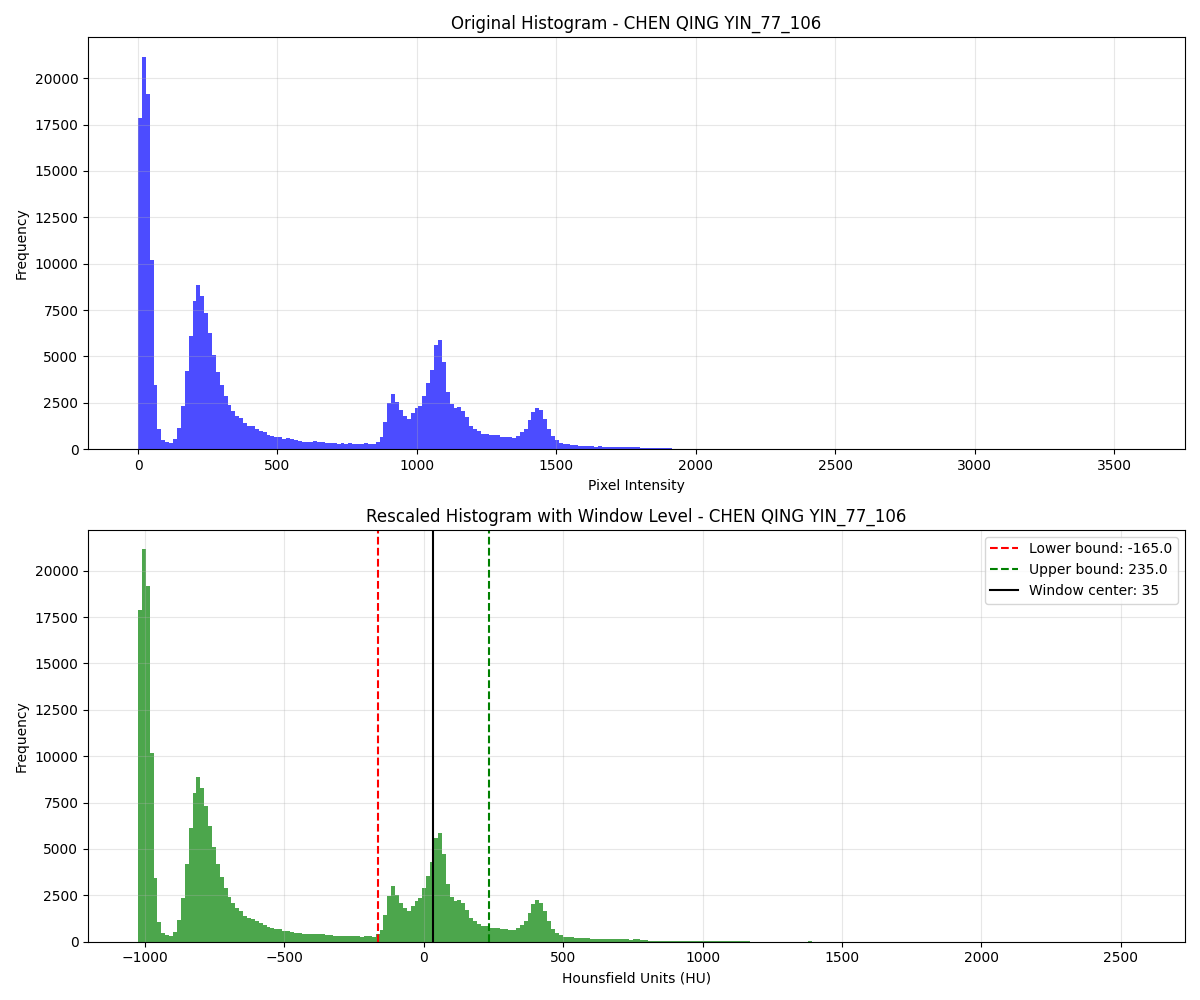 Original Histogram - CHEN QING YIN_77_106
20000
17500
15000
12500
10000
7500
5000
2500
0
Frequency
0 500 1000 1500 2000 2500 3000 3500
Pixel Intensity
Rescaled Histogram with Window Level - CHEN QING YIN_77_106
Lower bound: -165.0
Upper bound: 235.0
Window center: 35
20000
17500
15000
12500
10000
7500
5000
2500
0
Frequency
−1000 −500 0 500 1000 1500 2000 2500
Hounsfield Units (HU)